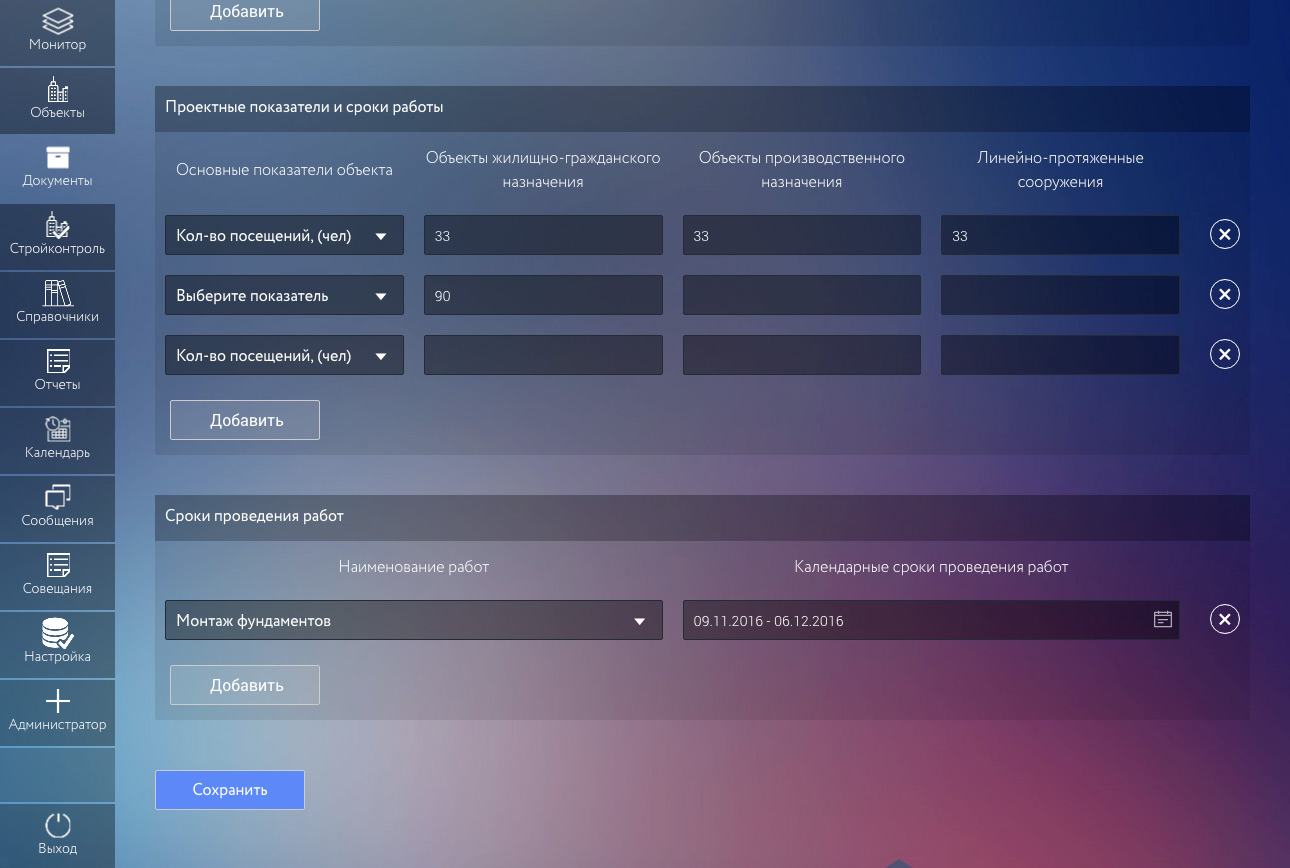 Монитор
Объекты
Документы
Стройконтроль
Справочники
Отчеты
Календарь
Сообщения
Совещания
Настройка
Администратор
Выход
Добавить
Проектные показатели и сроки работы
Основные показатели объекта
Объекты жилищно-гражданского
назначения
Объекты производственного
назначения
Линейно-протяженные
сооружения
Кол-во посещений, (чел) 33 33 33
Выберите показатель 90
Кол-во посещений, (чел)
Добавить
Сроки проведения работ
Наименование работ Календарные сроки проведения работ
Монтаж фундаментов 09.11.2016 - 06.12.2016
Добавить
Сохранить